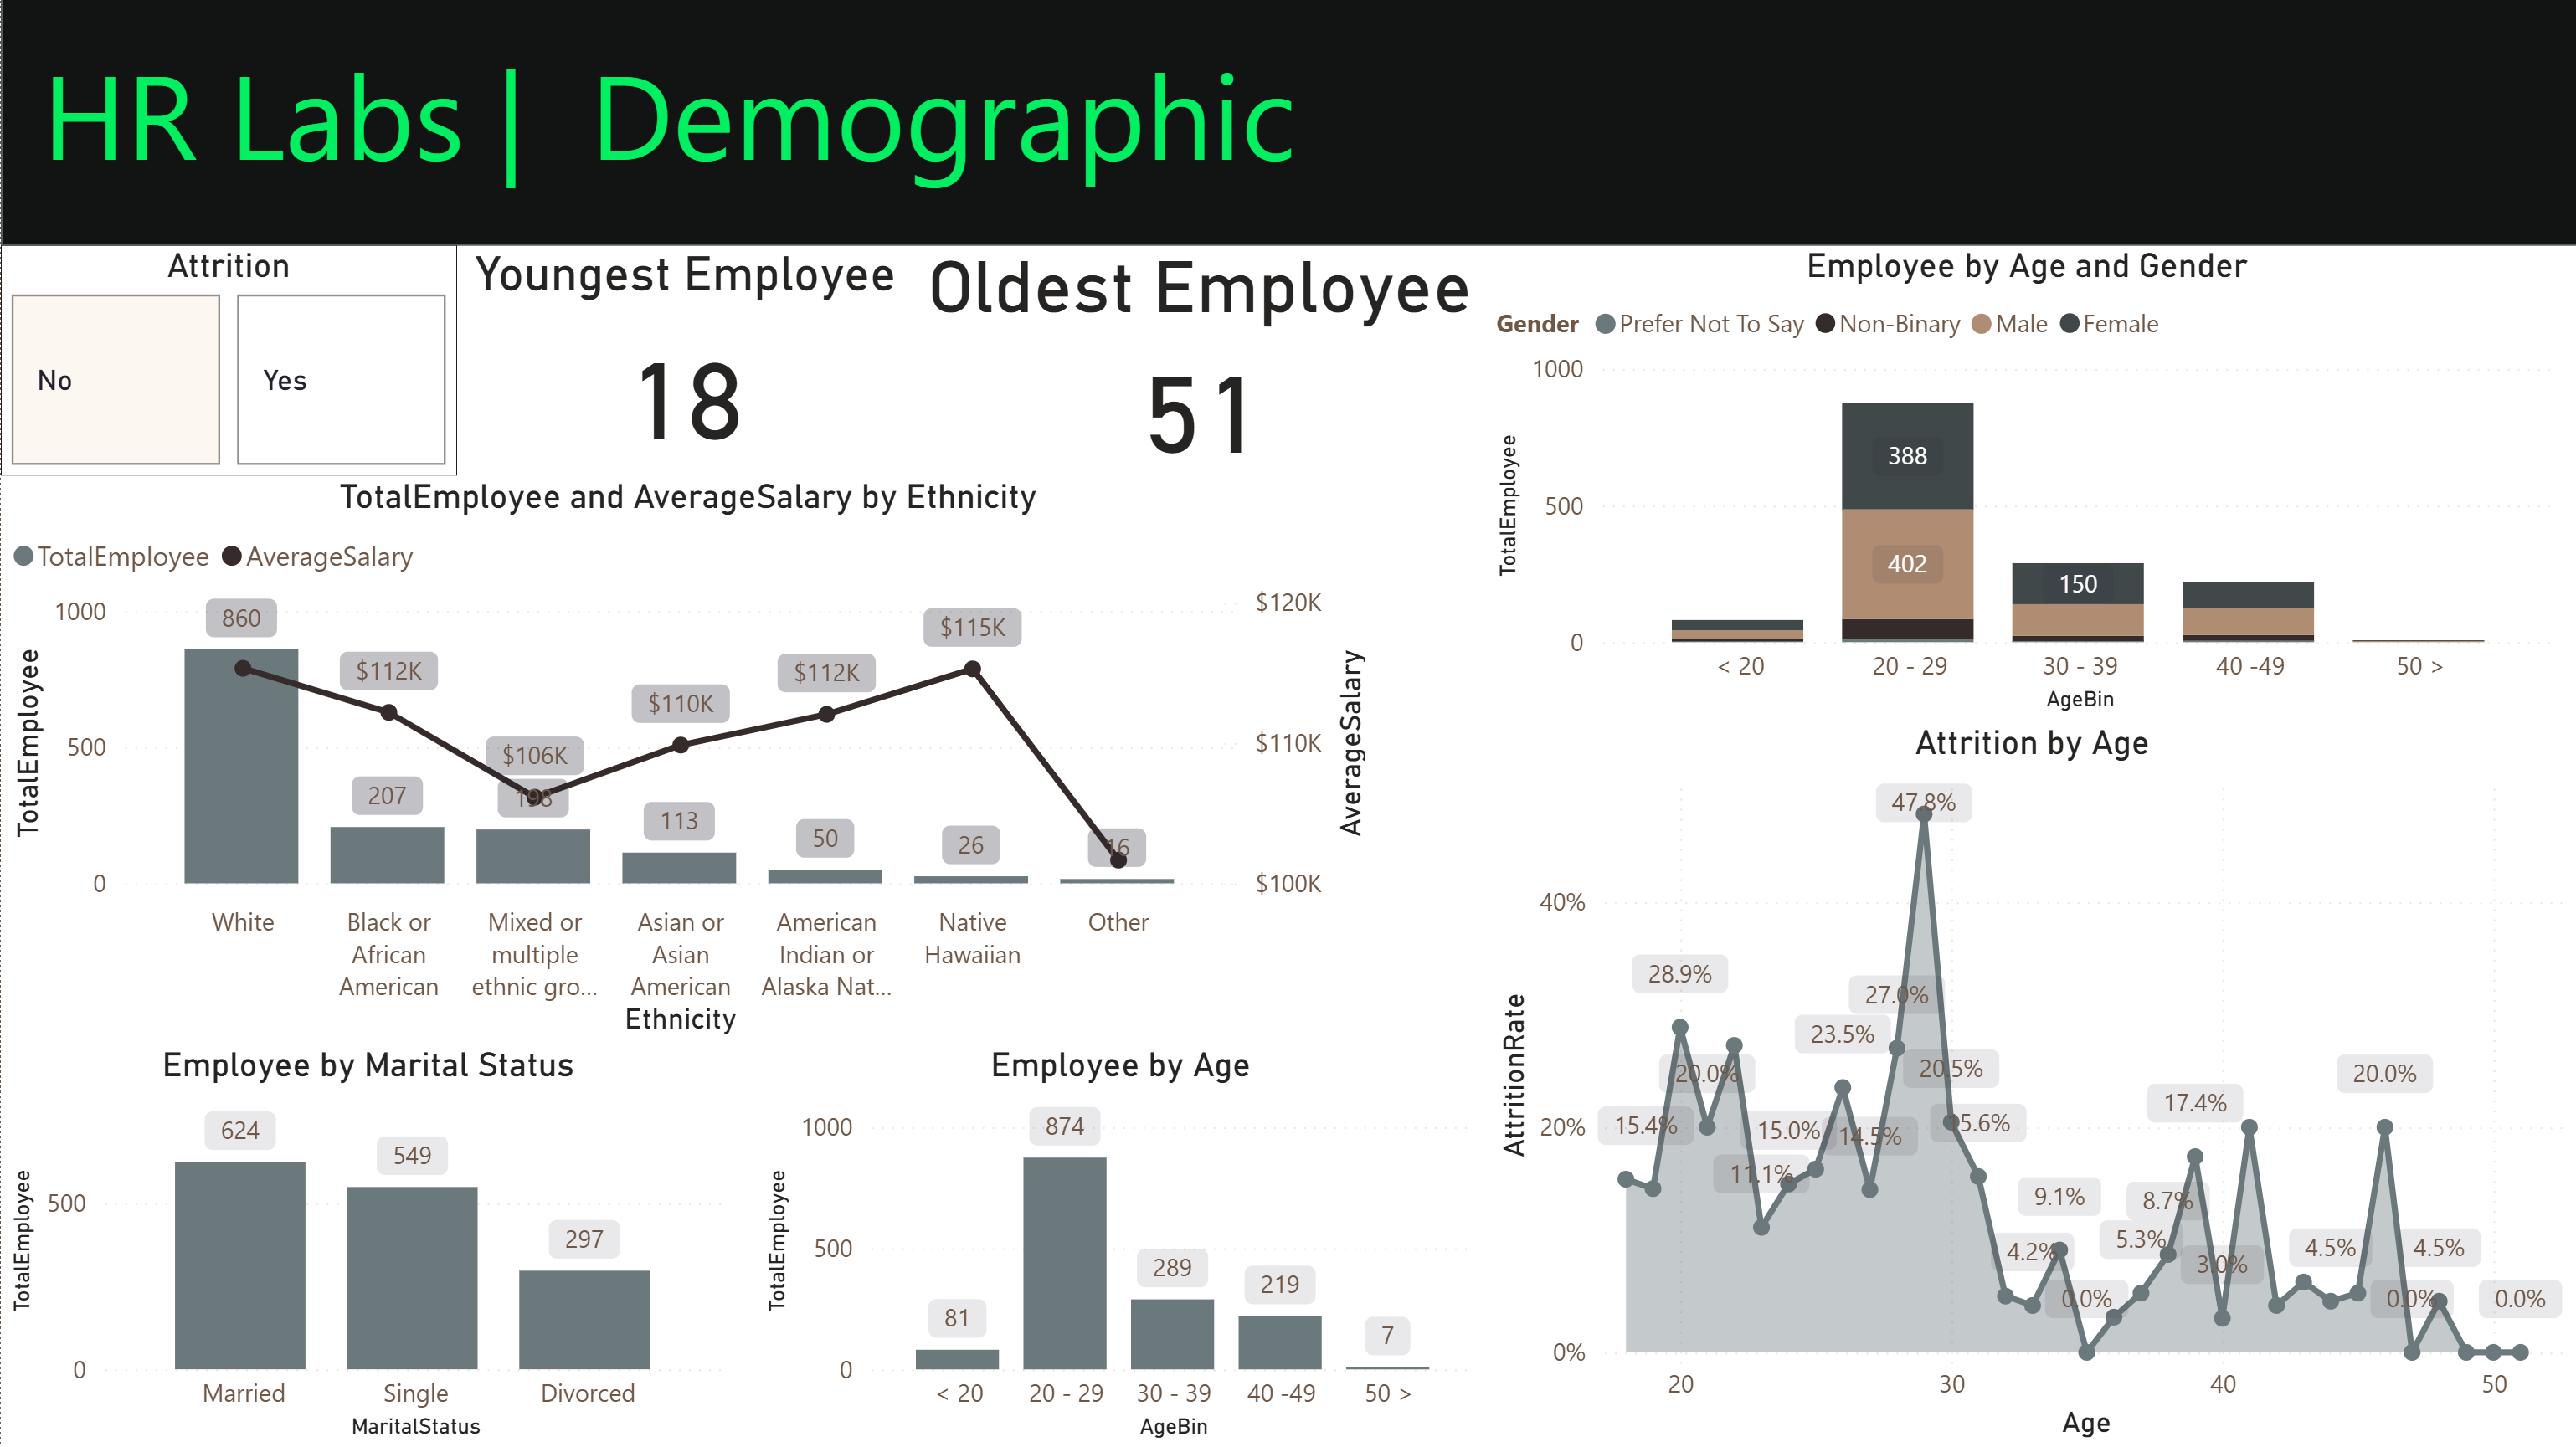 HR Labs | Demographic
Attrition
No
Yes
Youngest Employee
18
Oldest Employee
51
TotalEmployee and AverageSalary by Ethnicity
TotalEmployee AverageSalary
TotalEmployee
1000
500
0
860
207
198
113
50
26
16
$112K
$106K
$110K
$112K
$115K
$120K
$110K
$100K
AverageSalary
White
Black or
African
American
Mixed or
multiple
ethnic gro...
Asian or
Asian
American
American
Indian or
Alaska Nat...
Native
Hawaiian
Other
Ethnicity
Employee by Marital Status
TotalEmployee
500
0
624
549
297
Married
Single
Divorced
MaritalStatus
Employee by Age
TotalEmployee
1000
500
0
81
874
289
219
7
< 20
20 - 29
30 - 39
40 -49
50 >
AgeBin
Employee by Age and Gender
Gender Prefer Not To Say Non-Binary Male Female
TotalEmployee
1000
500
0
388
402
150
< 20
20 - 29
30 - 39
40 -49
50 >
AgeBin
Attrition by Age
AttritionRate
40%
20%
0%
15.4%
28.9%
20.0%
11.1%
15.0%
23.5%
14.5%
27.0%
47.8%
20.5%
15.6%
4.2%
9.1%
0.0%
5.3%
8.7%
17.4%
3.0%
4.5%
20.0%
0.0%
4.5%
0.0%
20
30
40
50
Age